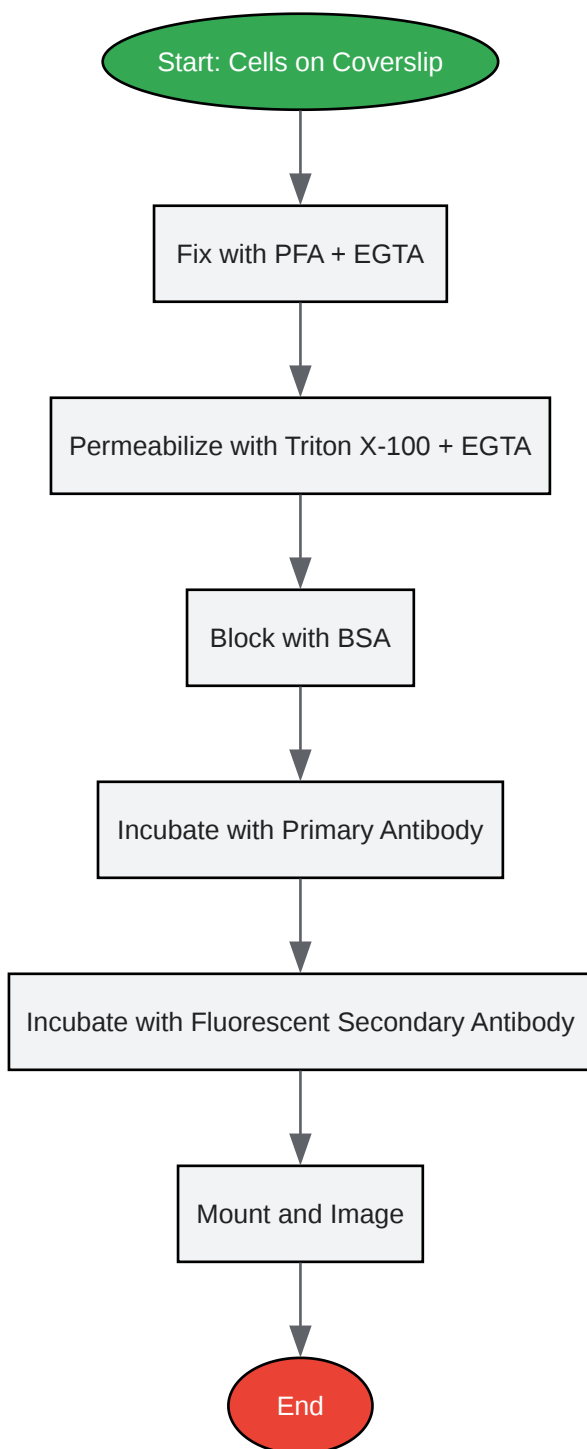 Start: Cells on Coverslip
Fix with PFA + EGTA
Permeabilize with Triton X-100 + EGTA
Block with BSA
Incubate with Primary Antibody
Incubate with Fluorescent Secondary Antibody
Mount and Image
End